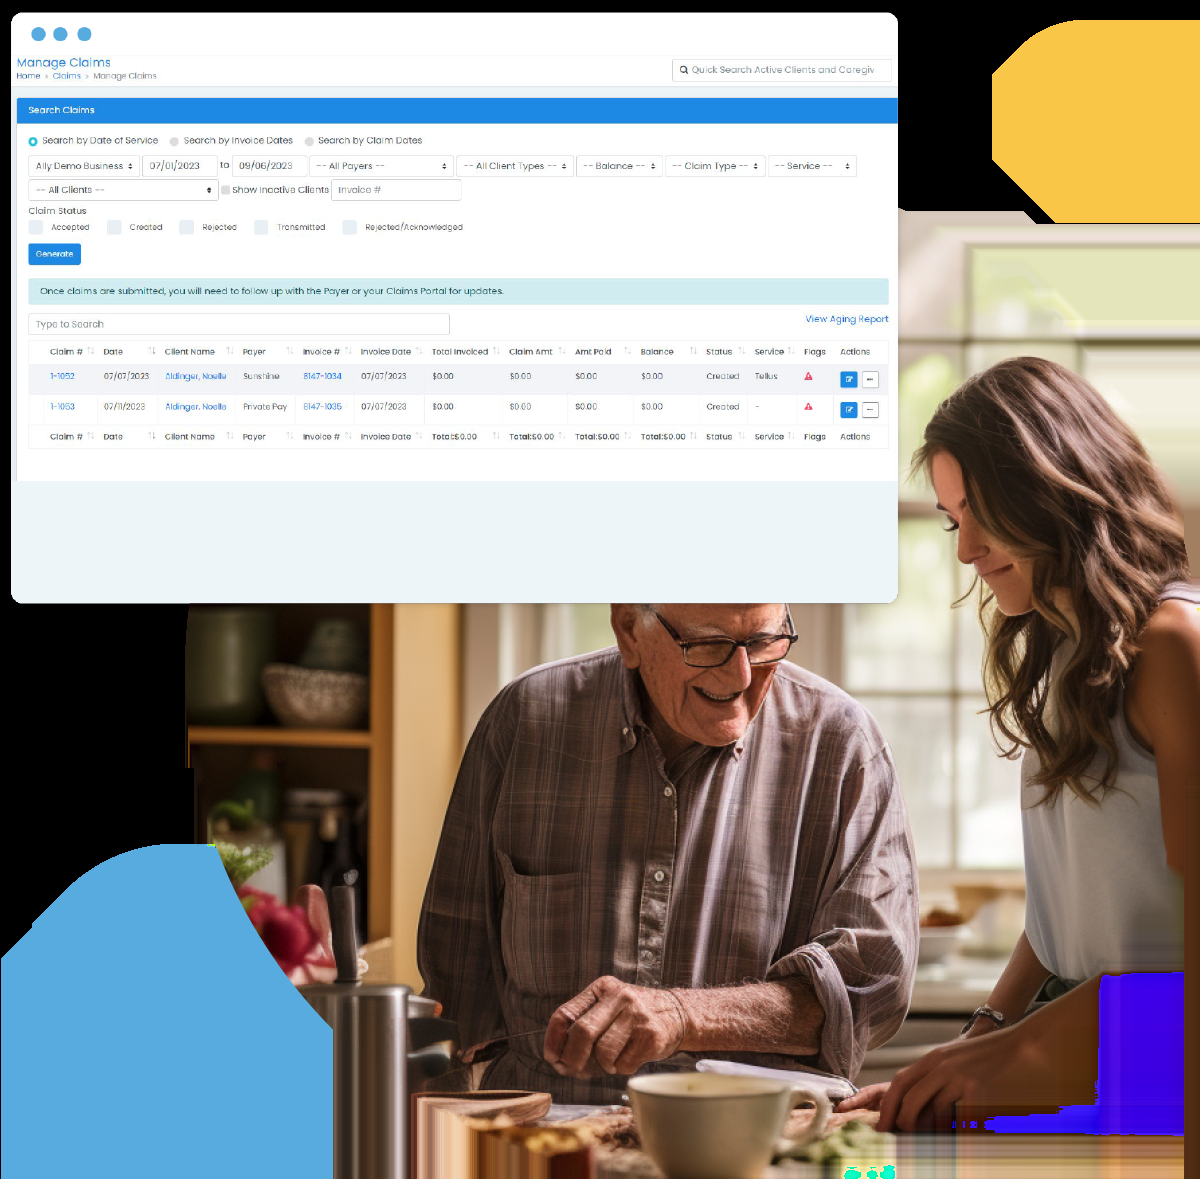 Manage Claims
Home » Claims » Manage Claims
Quick Search Active Clients and Caregiv
Search Claims
Search by Date of Service Search by Invoice Dates Search by Claim Dates
Ally Demo Business 07/01/2023 to 09/06/2023 -- All Payers -- -- All Client Types -- -- Balance -- -- Claim Type -- -- Service --
-- All Clients -- Show Inactive Clients Invoice #
Claim Status
Accepted Created Rejected Transmitted Rejected/Acknowledged
Generate
Once claims are submitted, you will need to follow up with the Payer or your Claims Portal for updates.
View Aging Report
Type to Search
Claim # Date Client Name Payer Invoice # Invoice Date Total Invoiced Claim Amt Amt Paid Balance Status Service Flags Actions
1-1052 07/07/2023 Aldinger, Noelle Sunshine 8147-1034 07/07/2023 $0.00 $0.00 $0.00 $0.00 Created Tellus
1-1053 07/11/2023 Aldinger, Noelle Private Pay 8147-1035 07/07/2023 $0.00 $0.00 $0.00 $0.00 Created -
Claim # Date Client Name Payer Invoice # Invoice Date Total:$0.00 Total:$0.00 Total:$0.00 Total:$0.00 Status Service Flags Actions